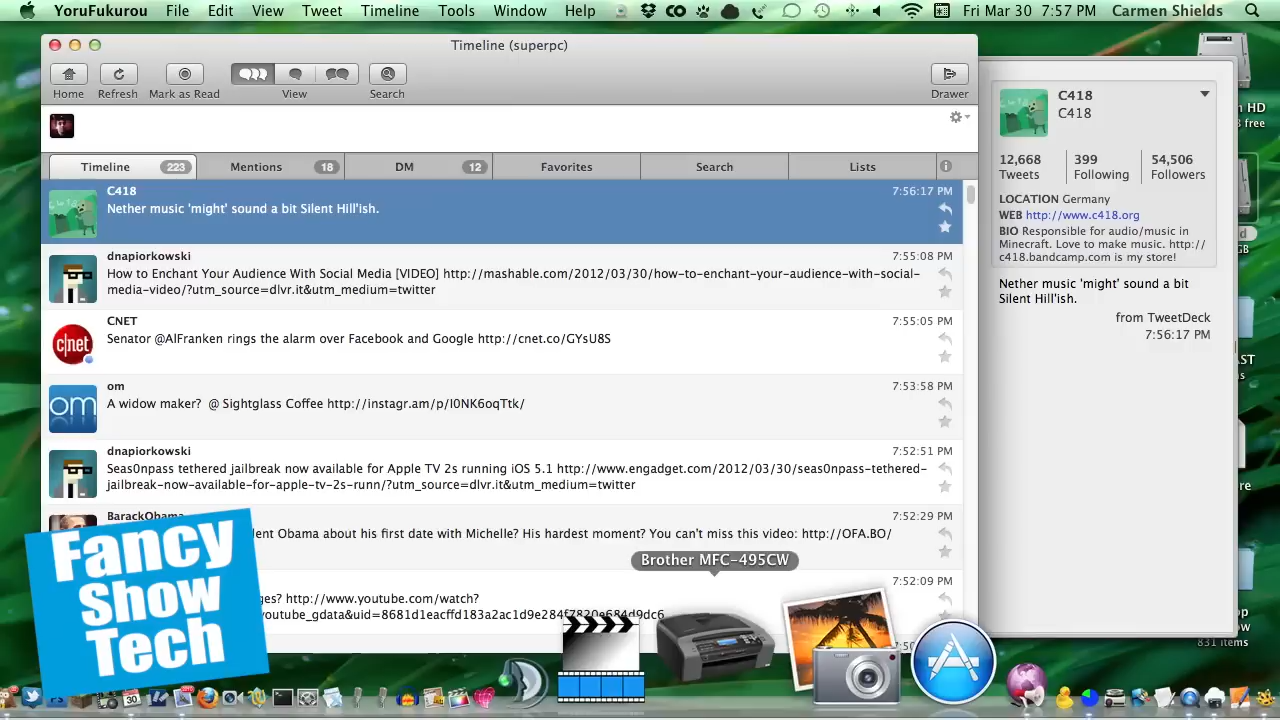 YoruFukurou File Edit View Tweet Timeline Tools Window Help Fri Mar 30 7:57 PM Carmen Shields
Timeline (superpc)
Home Refresh Mark as Read View Search Drawer
Timeline 223 Mentions 18 DM 12 Favorites Search Lists
C418 7:56:17 PM
Nether music 'might' sound a bit Silent Hill'ish.
dnapiorkowski 7:55:08 PM
How to Enchant Your Audience With Social Media [VIDEO] http://mashable.com/2012/03/30/how-to-enchant-your-audience-with-social-
media-video/?utm_source=dlvr.it&utm_medium=twitter
CNET 7:55:05 PM
c|net
Senator @AlFranken rings the alarm over Facebook and Google http://cnet.co/GYsU8S
om 7:53:58 PM
om
A widow maker? @ Sightglass Coffee http://instagr.am/p/I0NK6oqTtk/
dnapiorkowski 7:52:51 PM
Seas0npass tethered jailbreak now available for Apple TV 2s running iOS 5.1 http://www.engadget.com/2012/03/30/seas0npass-tethered-
jailbreak-now-available-for-apple-tv-2s-runn/?utm_source=dlvr.it&utm_medium=twitter
BarackObama 7:52:29 PM
Obama about his first date with Michelle? His hardest moment? You can't miss this video: http://OFA.BO/
Brother MFC-495CW
7:52:09 PM
http://www.youtube.com/watch?
youtube_gdata&uid=8681d1eacffd183a2ac1d9e284f7820e684d9dc6
Fancy
Show
Tech
C418
C418
12,668 399 54,506
Tweets Following Followers
LOCATION Germany
WEB http://www.c418.org
BIO Responsible for audio/music in
Minecraft. Love to make music. http://
c418.bandcamp.com is my store!
Nether music 'might' sound a bit
Silent Hill'ish.
from TweetDeck
7:56:17 PM
HD
free
GB
831 items